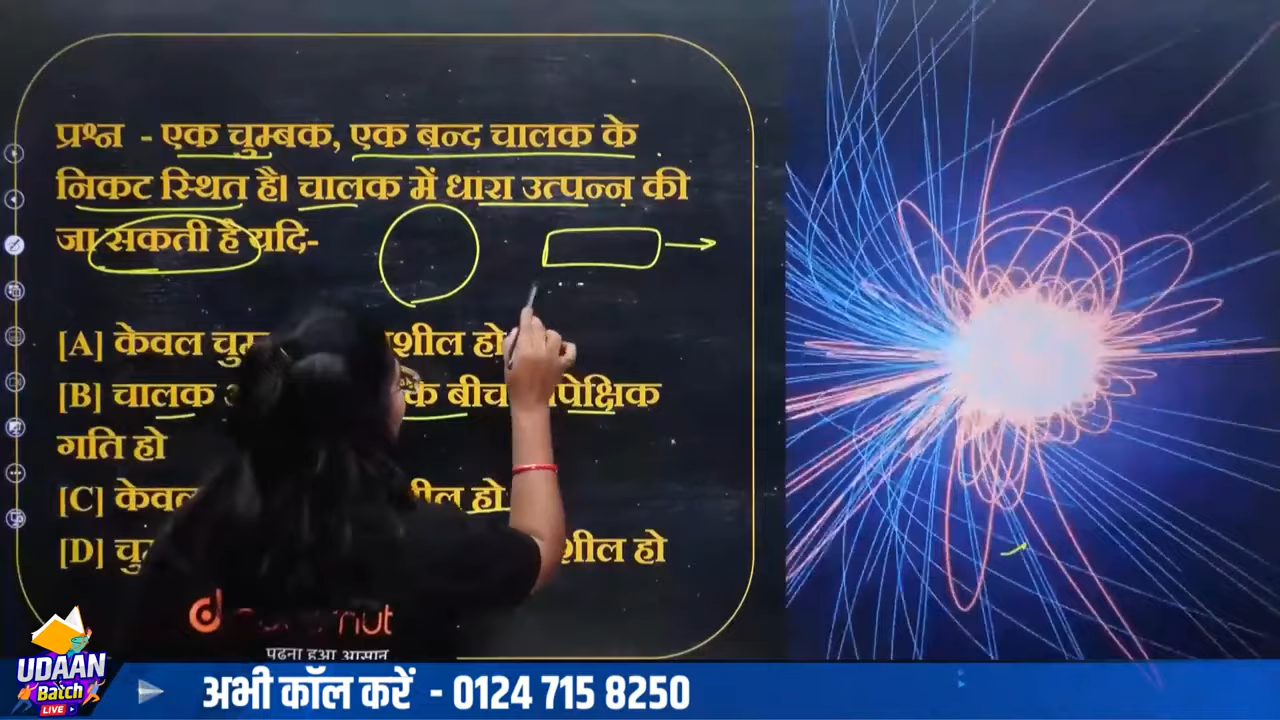 प्रश्न - एक चुम्बक, एक बन्द चालक के
निकट स्थित है। चालक में धारा उत्पन्न की
जा सकती है यदि-
[A] केवल हो
[B] चालक के बीच
गति हो
[C] केवल हो
[D] हो
पढ़ना हुआ आसान
UDAAN
Batch
LIVE
अभी कॉल करें - 0124 715 8250